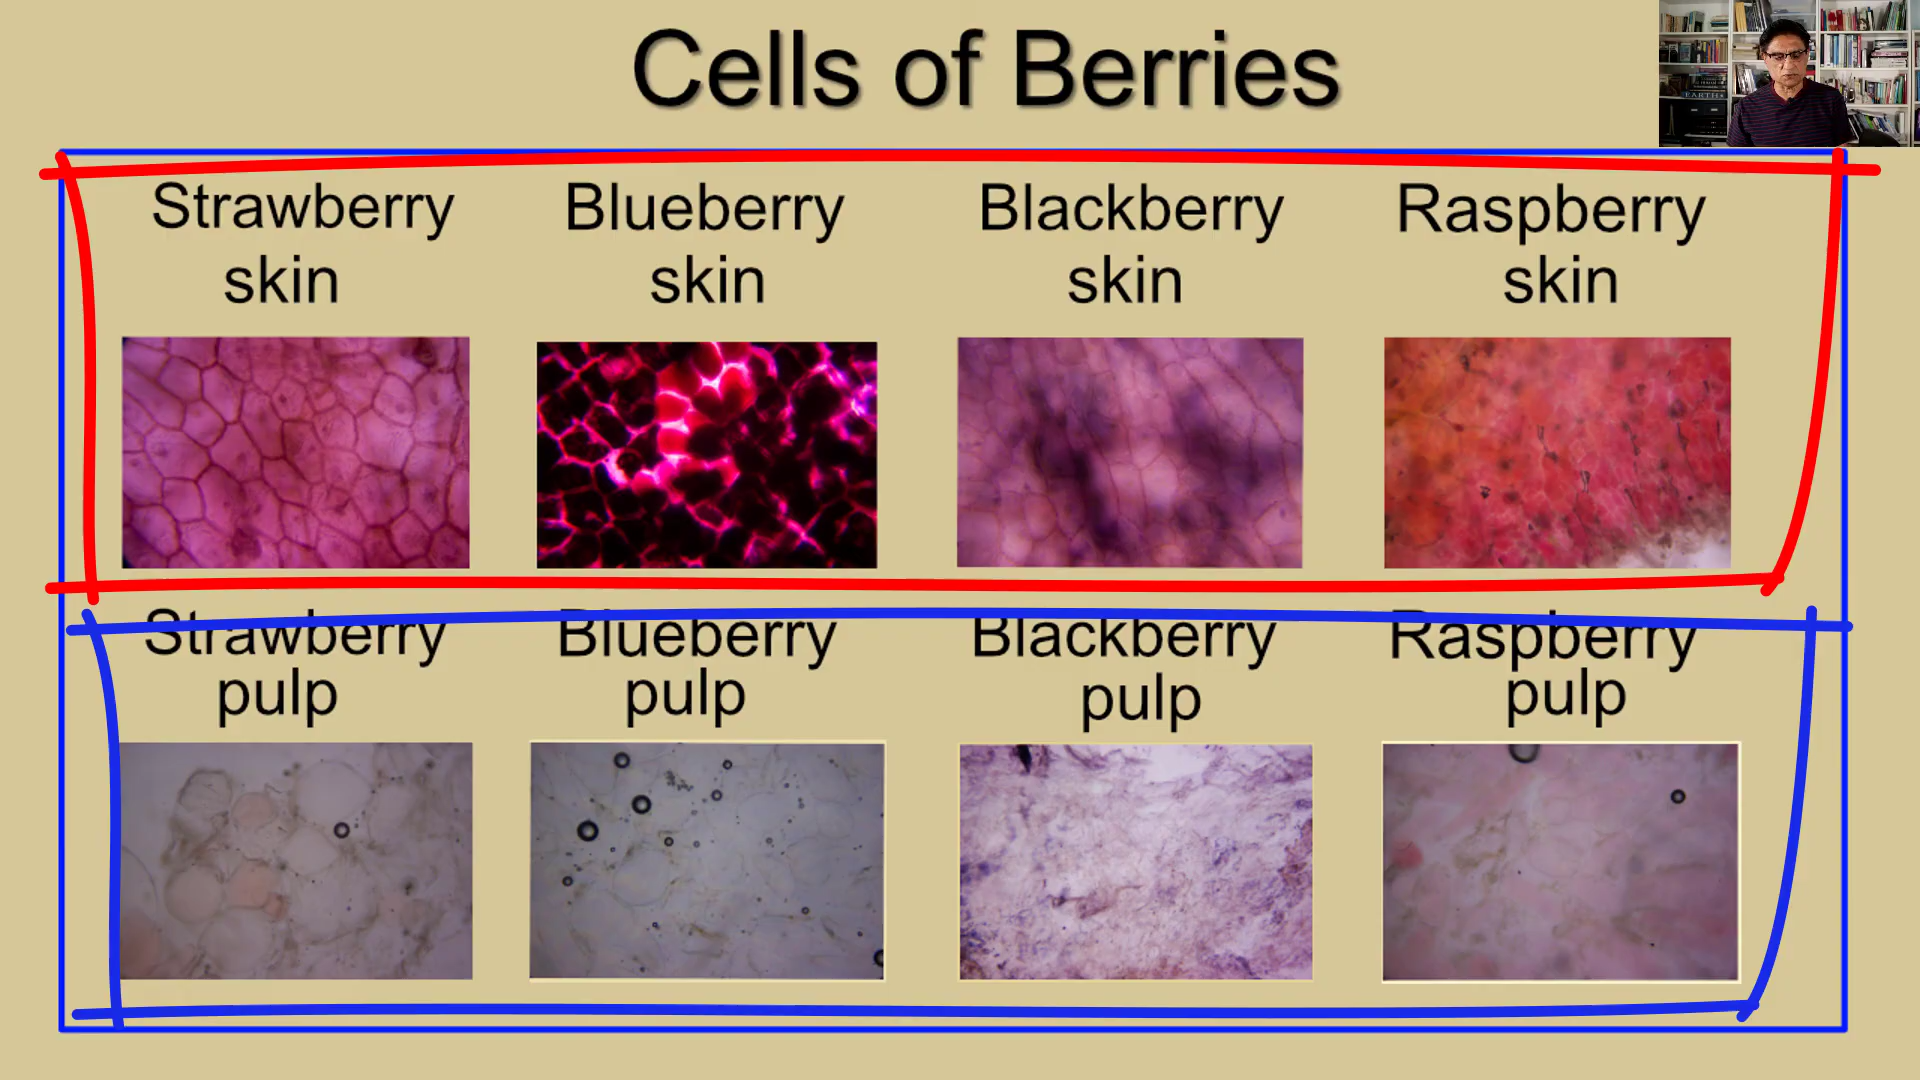 Cells of Berries
Strawberry skin
Blueberry skin
Blackberry skin
Raspberry skin
Strawberry pulp
Blueberry pulp
Blackberry pulp
Raspberry pulp
EARTH